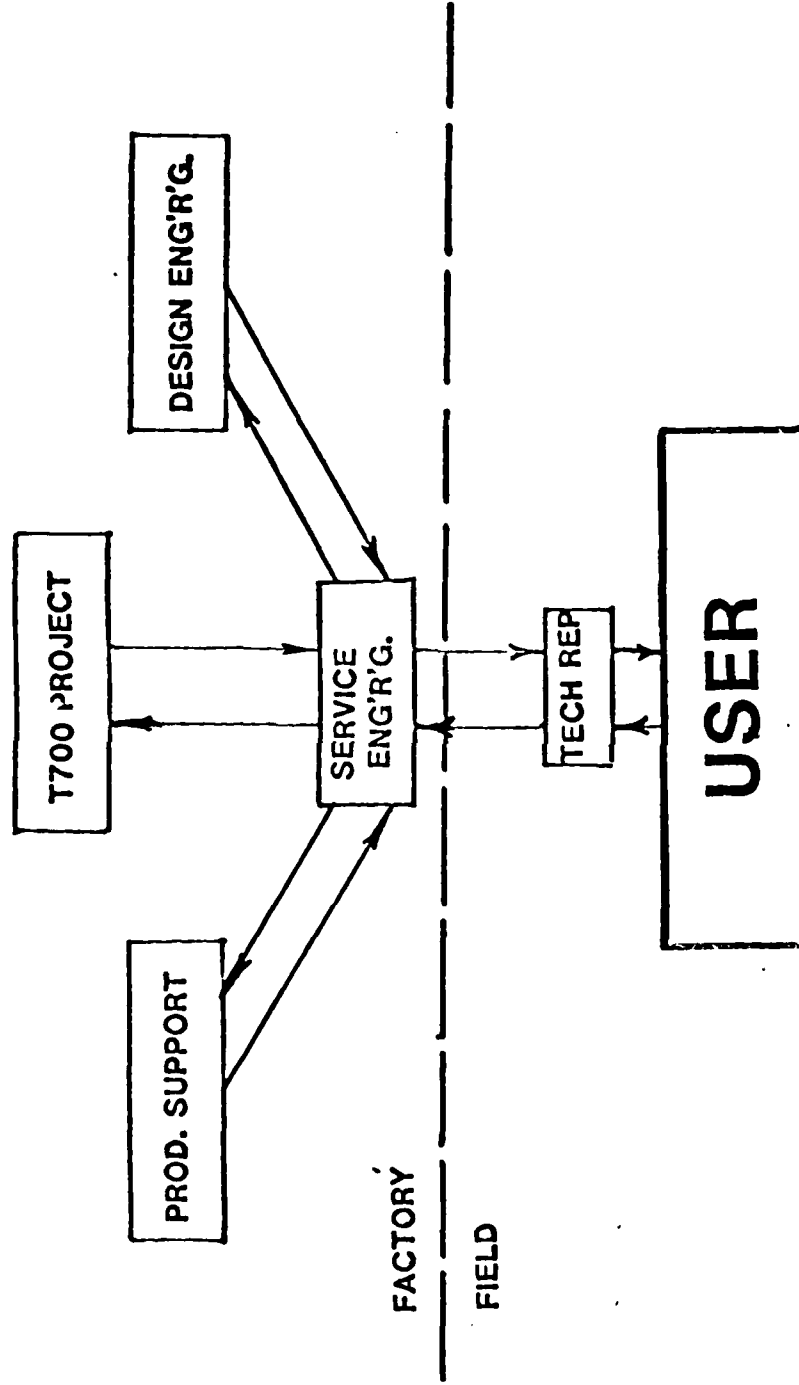 T700 PROJECT
PROD. SUPPORT
DESIGN ENG'R'G.
SERVICE
ENG'R'G.
FACTORY
FIELD
TECH REP
USER